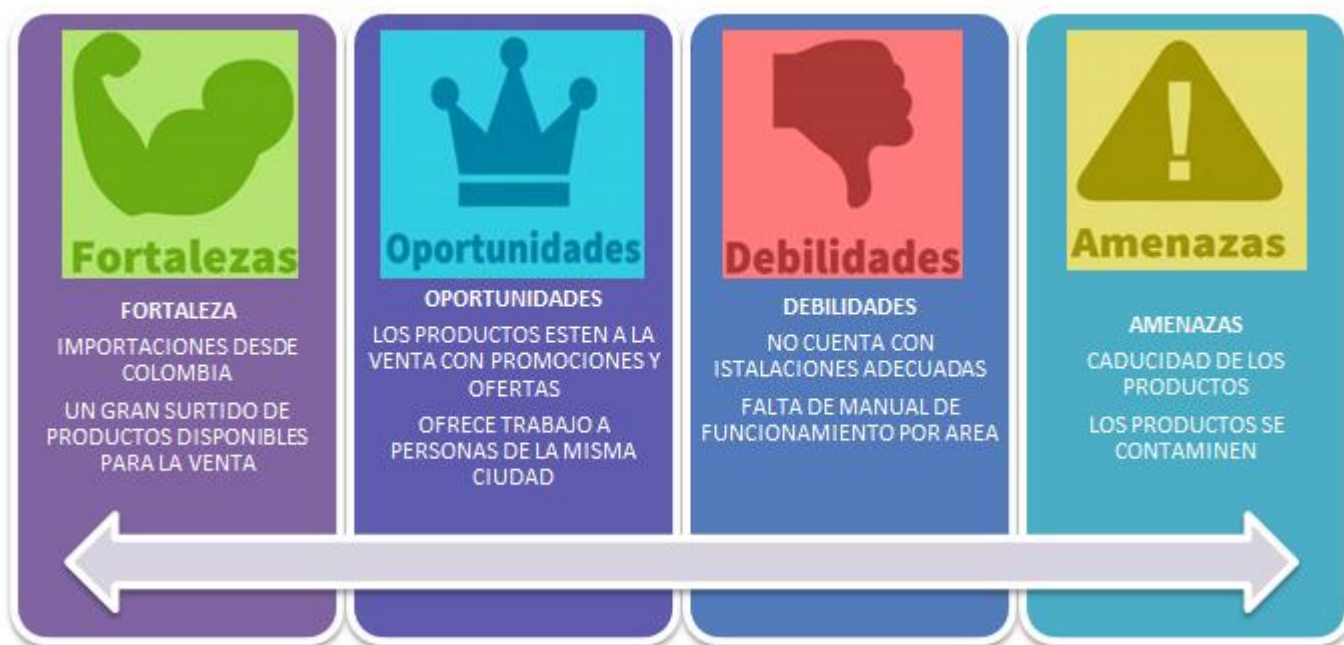 Fortalezas
FORTALEZA
IMPORTACIONES DESDE
COLOMBIA
UN GRAN SURTIDO DE
PRODUCTOS DISPONIBLES
PARA LA VENTA
Oportunidades
OPORTUNIDADES
LOS PRODUCTOS ESTEN A LA
VENTA CON PROMOCIONES Y
OFERTAS
OFRECE TRABAJO A
PERSONAS DE LA MISMA
CIUDAD
Debilidades
DEBILIDADES
NO CUENTA CON
ISTALACIONES ADECUADAS
FALTA DE MANUAL DE
FUNCIONAMIENTO POR AREA
Amenazas
AMENAZAS
CADUCIDAD DE LOS
PRODUCTOS
LOS PRODUCTOS SE
CONTAMINEN